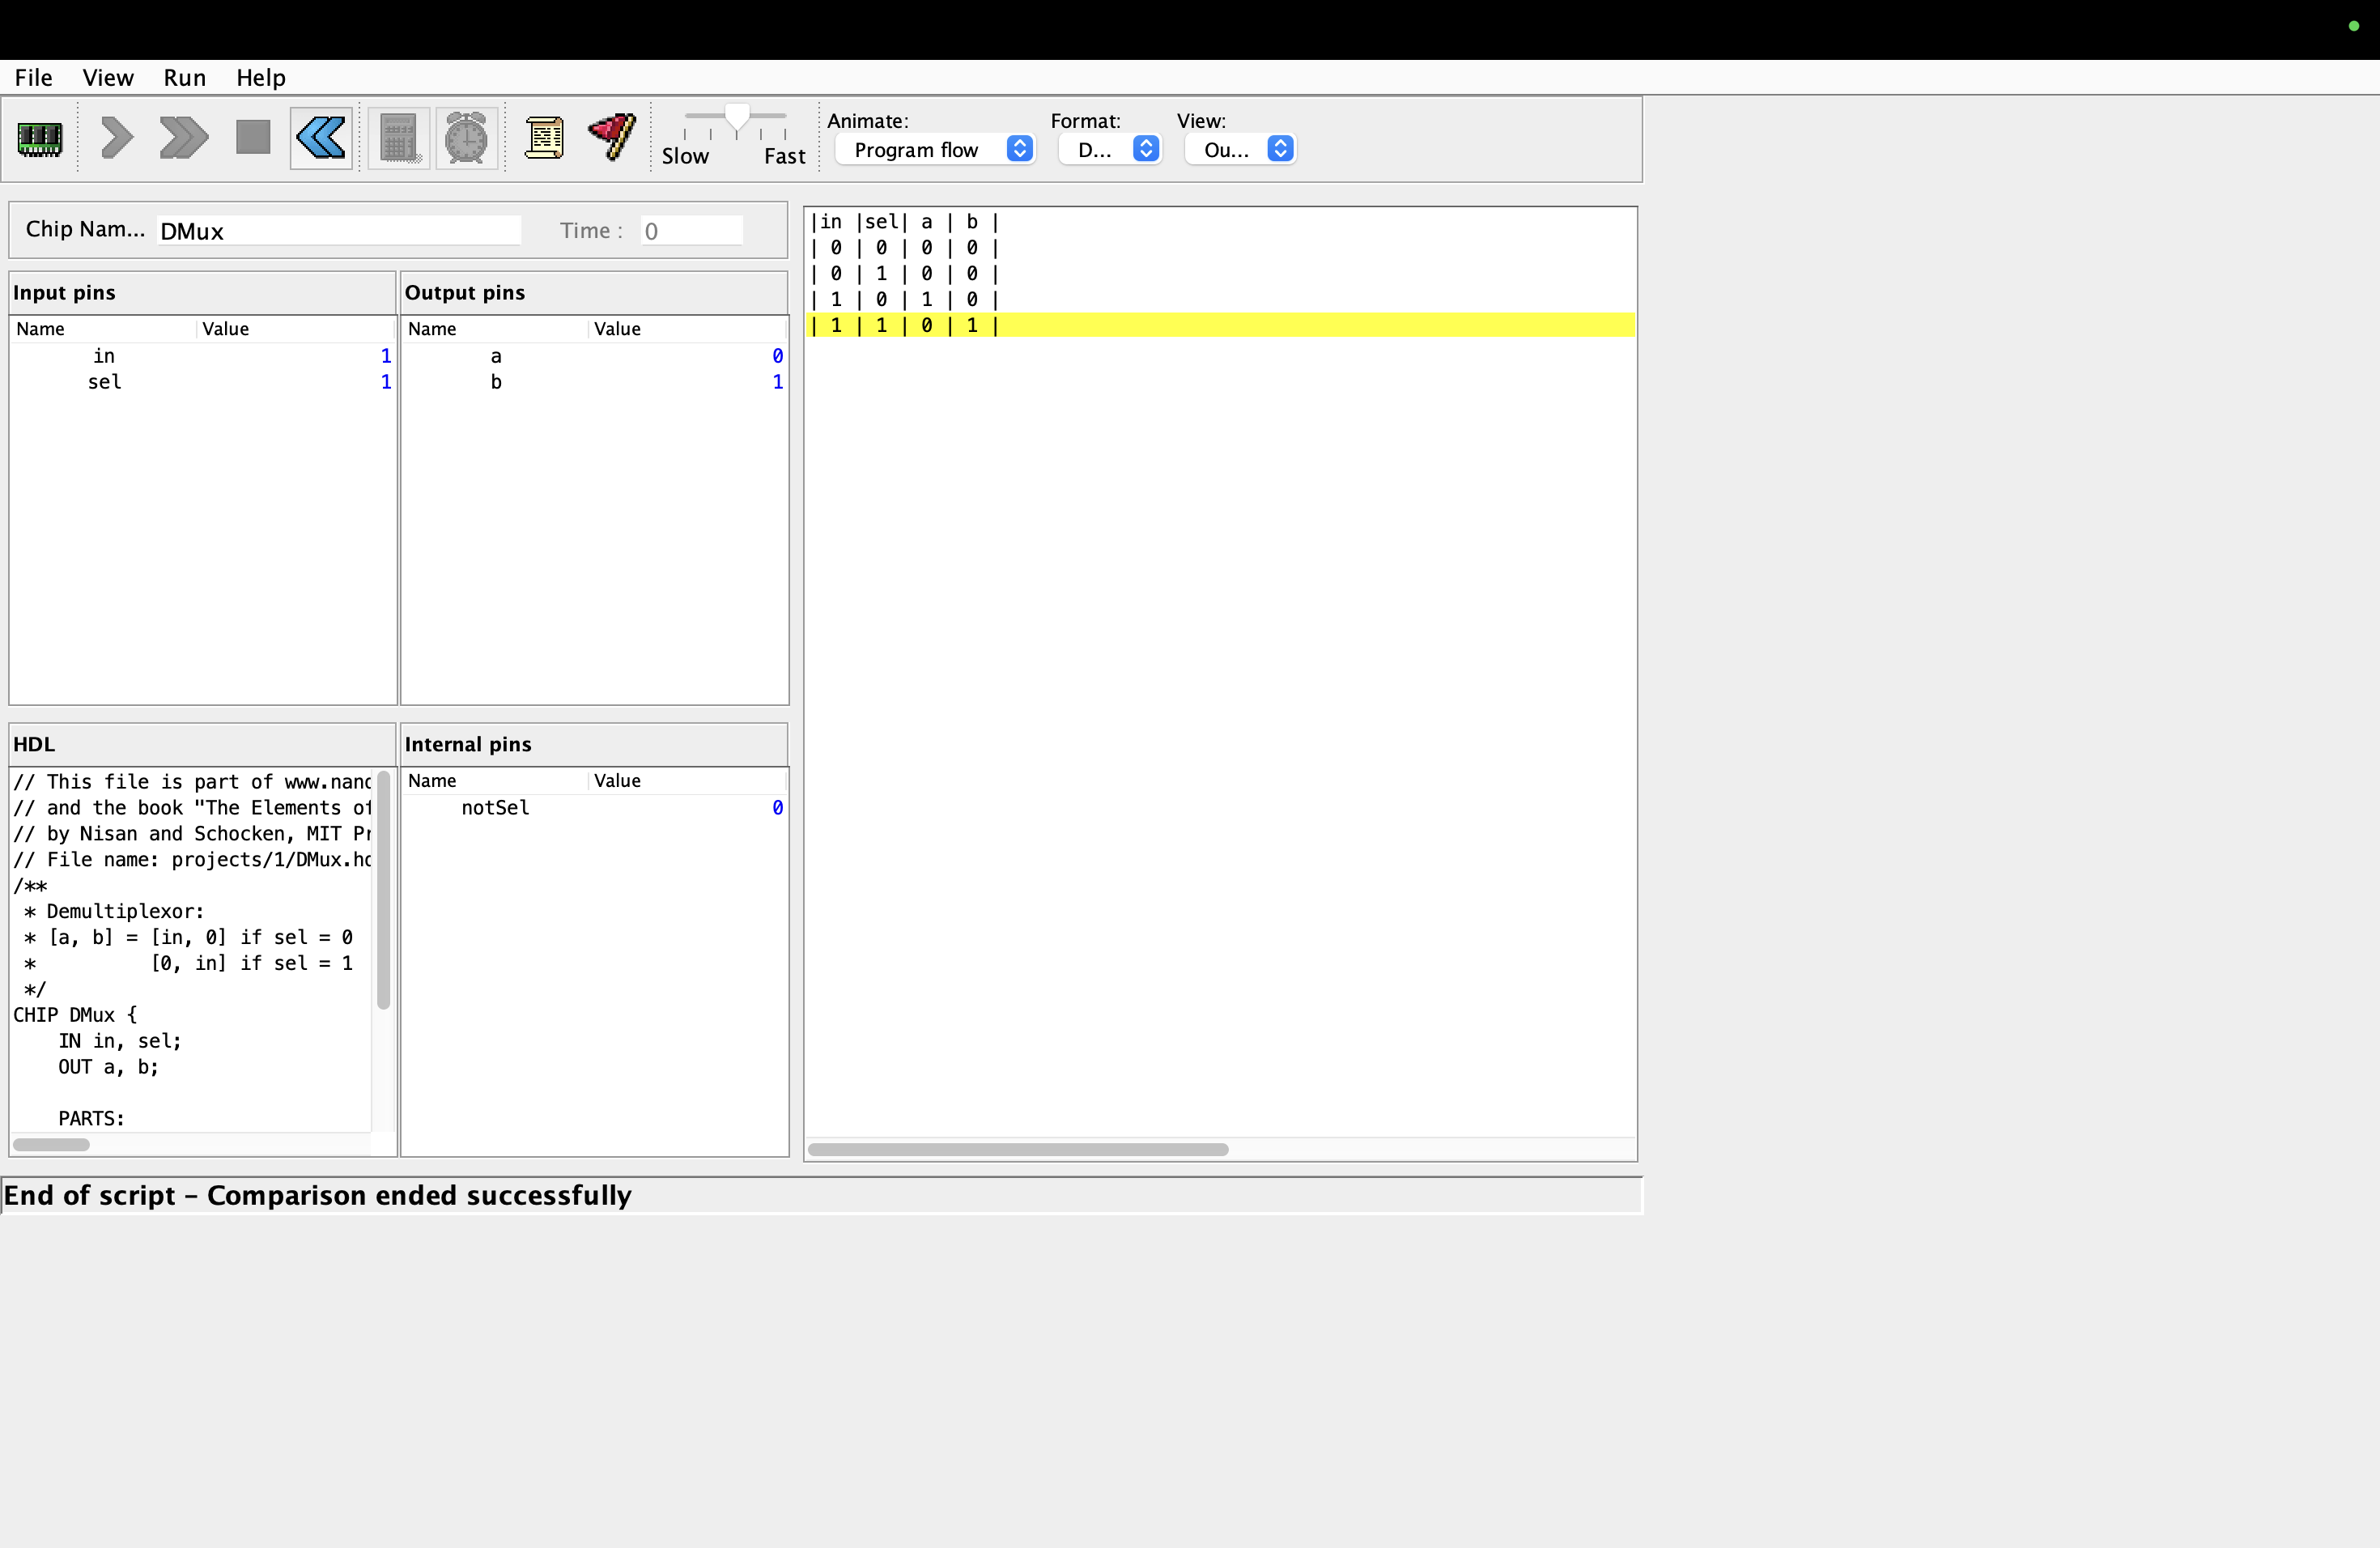 File View Run Help
Animate: Format: View:
Slow Fast Program flow D... Ou...
Chip Nam... DMux Time : 0
Input pins
Name Value
in 1
sel 1
Output pins
Name Value
a 0
b 1
HDL
// This file is part of www.nand
// and the book "The Elements of
// by Nisan and Schocken, MIT Pr
// File name: projects/1/DMux.hd
/**
* Demultiplexor:
* [a, b] = [in, 0] if sel = 0
* [0, in] if sel = 1
*/
CHIP DMux {
IN in, sel;
OUT a, b;
PARTS:
Internal pins
Name Value
notSel 0
|in |sel| a | b |
| 0 | 0 | 0 | 0 |
| 0 | 1 | 0 | 0 |
| 1 | 0 | 1 | 0 |
| 1 | 1 | 0 | 1 |
End of script – Comparison ended successfully